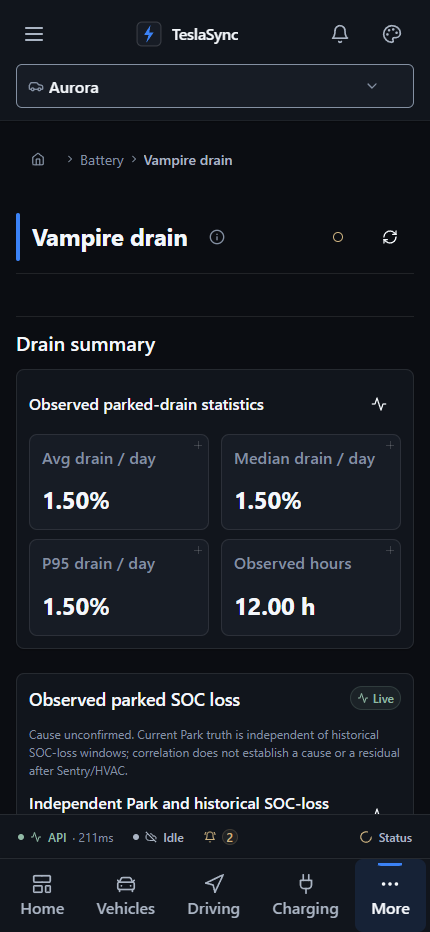 TeslaSync
Aurora
Battery
Vampire drain
Vampire drain
Drain summary
Observed parked-drain statistics
Avg drain / day
Median drain / day
1.50%
1.50%
P95 drain / day
Observed hours
1.50%
12.00 h
Observed parked SOC loss
Live
Cause unconfirmed. Current Park truth is independent of historical
SOC-loss windows; correlation does not establish a cause or a residual
after Sentry/HVAC.
Independent Park and historical SOC-loss
API · 211ms
Idle
2
Status
Home
Vehicles
Driving
Charging
More